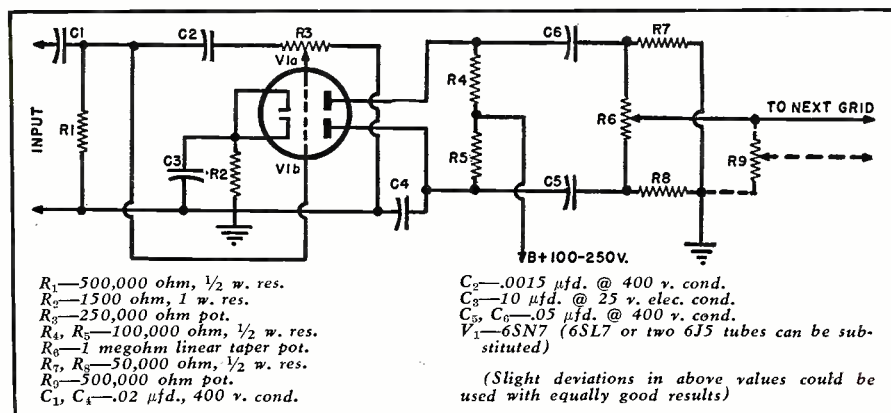 C1
C2
R3
V1a
C6
R7
R4
TO NEXT GRID
INPUT
R1
R6
C3
R2
R5
R9
V1b
C4
C5
R8
B+100-250V.
R₁—500,000 ohm, ½ w. res.
R₂—1500 ohm, 1 w. res.
R₃—250,000 ohm pot.
R₄, R₅—100,000 ohm, ½ w. res.
R₆—1 megohm linear taper pot.
R₇, R₈—50,000 ohm, ½ w. res.
R₉—500,000 ohm pot.
C₁, C₄—.02 µfd., 400 v. cond.
C₂—.0015 µfd. @ 400 v. cond.
C₃—10 µfd. @ 25 v. elec. cond.
C₅, C₆—.05 µfd. @ 400 v. cond.
V₁—6SN7 (6SL7 or two 6J5 tubes can be sub-
stituted)
(Slight deviations in above values could be
used with equally good results)